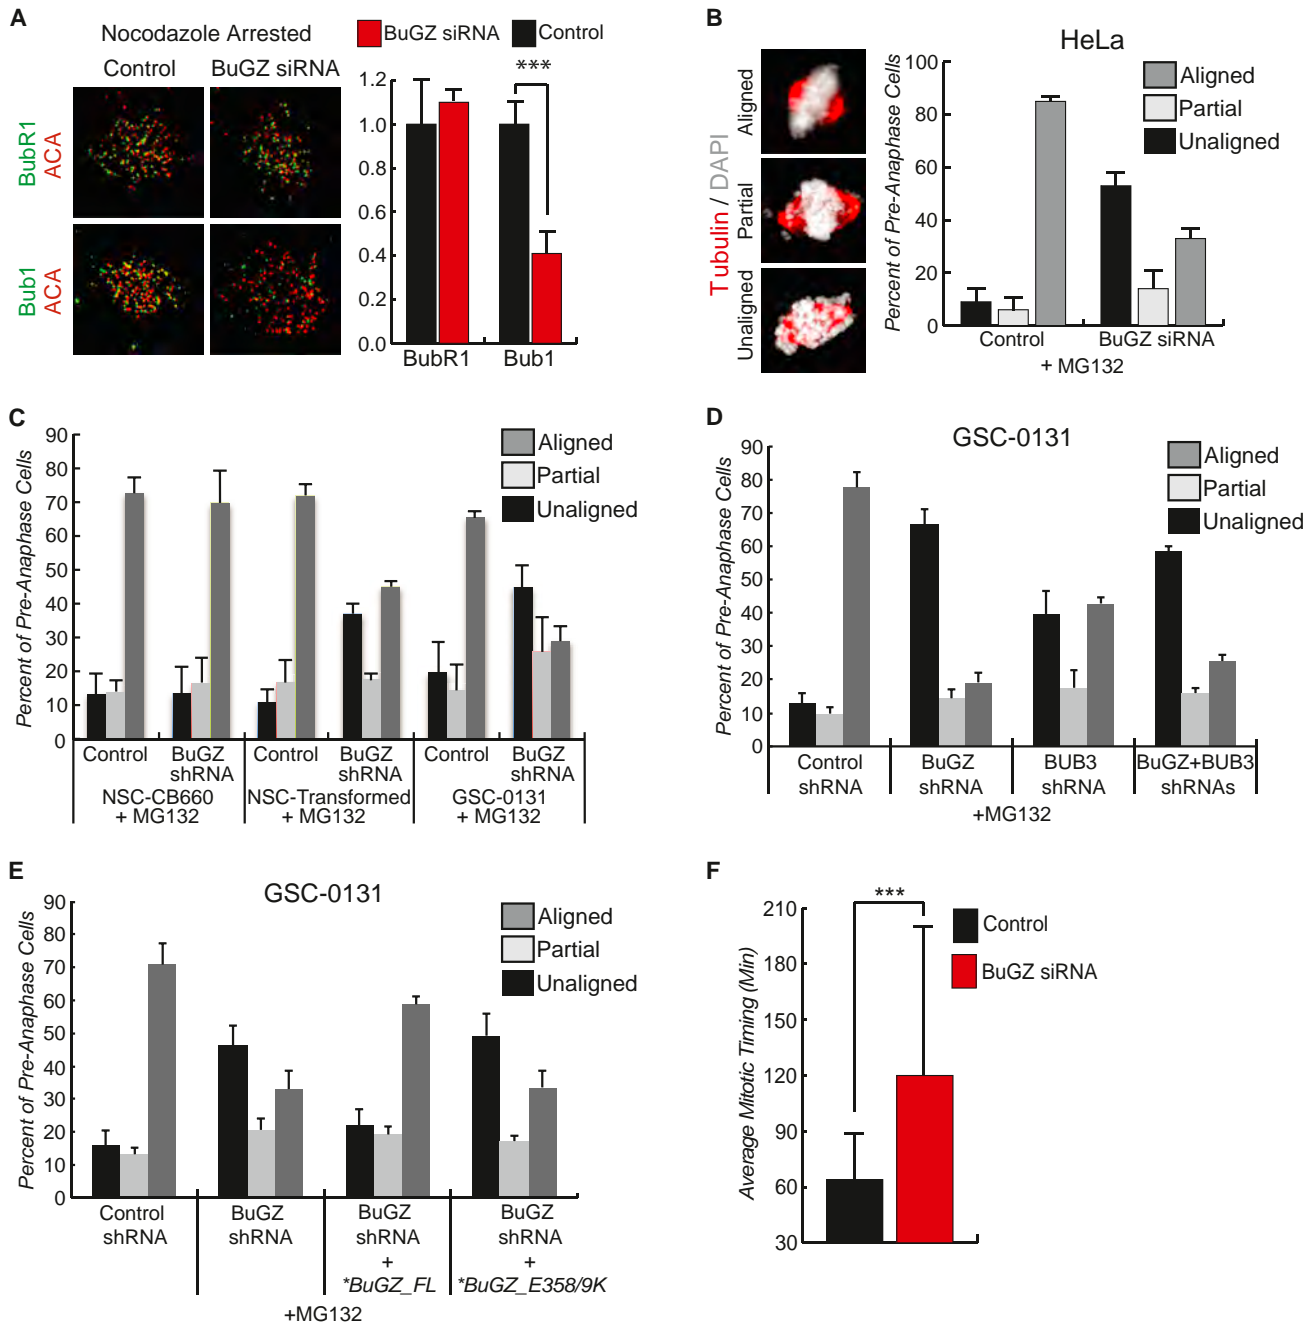 A
Nocodazole Arrested
Control
BuGZ siRNA
BubR1
ACA
Bub1
ACA
BuGZ siRNA
Control
***
1.2
1.0
0.8
0.6
0.4
0.2
0.0
BubR1
Bub1
B
HeLa
Tubulin / DAPI
Aligned
Partial
Unaligned
Percent of Pre-Anaphase Cells
100
80
60
40
20
0
Aligned
Partial
Unaligned
Control
BuGZ siRNA
+ MG132
C
Percent of Pre-Anaphase Cells
90
80
70
60
50
40
30
20
10
0
Aligned
Partial
Unaligned
Control
BuGZ
shRNA
Control
BuGZ
shRNA
Control
BuGZ
shRNA
NSC-CB660
+ MG132
NSC-Transformed
+ MG132
GSC-0131
+ MG132
D
GSC-0131
Percent of Pre-Anaphase Cells
90
80
70
60
50
40
30
20
10
0
Aligned
Partial
Unaligned
Control
shRNA
BuGZ
shRNA
BUB3
shRNA
BuGZ+BUB3
shRNAs
+MG132
E
GSC-0131
Percent of Pre-Anaphase Cells
90
80
70
60
50
40
30
20
10
0
Aligned
Partial
Unaligned
Control
shRNA
BuGZ
shRNA
BuGZ
shRNA
+
*BuGZ_FL
BuGZ
shRNA
+
*BuGZ_E358/9K
+MG132
F
Average Mitotic Timing (Min)
210
180
150
120
90
60
30
***
Control
BuGZ siRNA